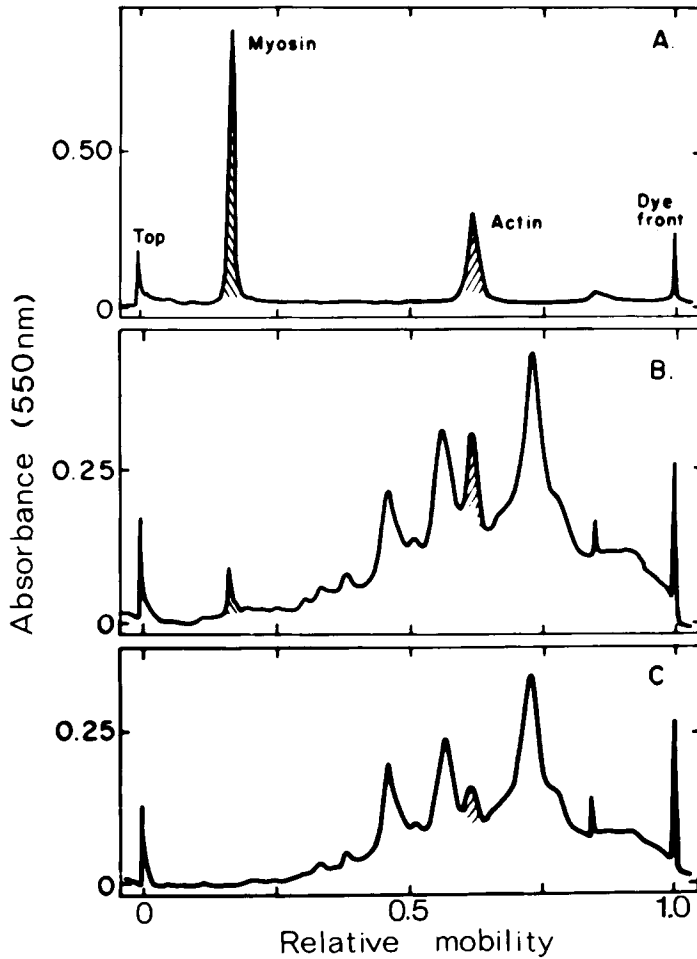 A.
Myosin
0.50
Top
Actin
Dye
front
0
B.
0.25
0
C
0.25
0
0
0.5
1.0
Absorbance (550nm)
Relative mobility